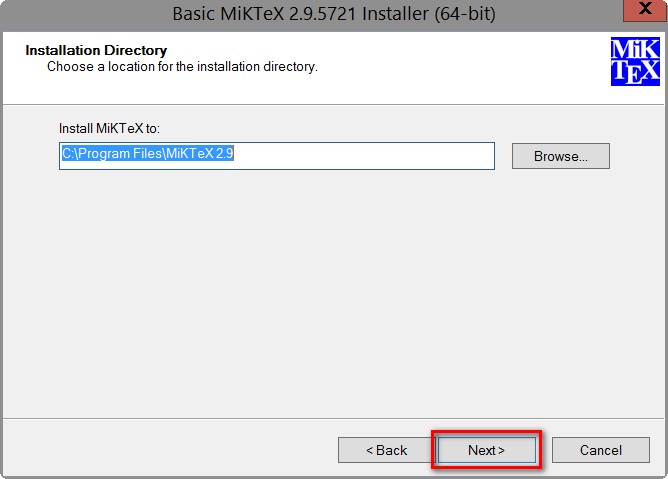 Basic MiKTeX 2.9.5721 Installer (64-bit)
X
Installation Directory
Choose a location for the installation directory.
MiK
TEX
Install MiKTeX to:
C:\Program Files\MiKTeX 2.9
Browse...
< Back
Next >
Cancel